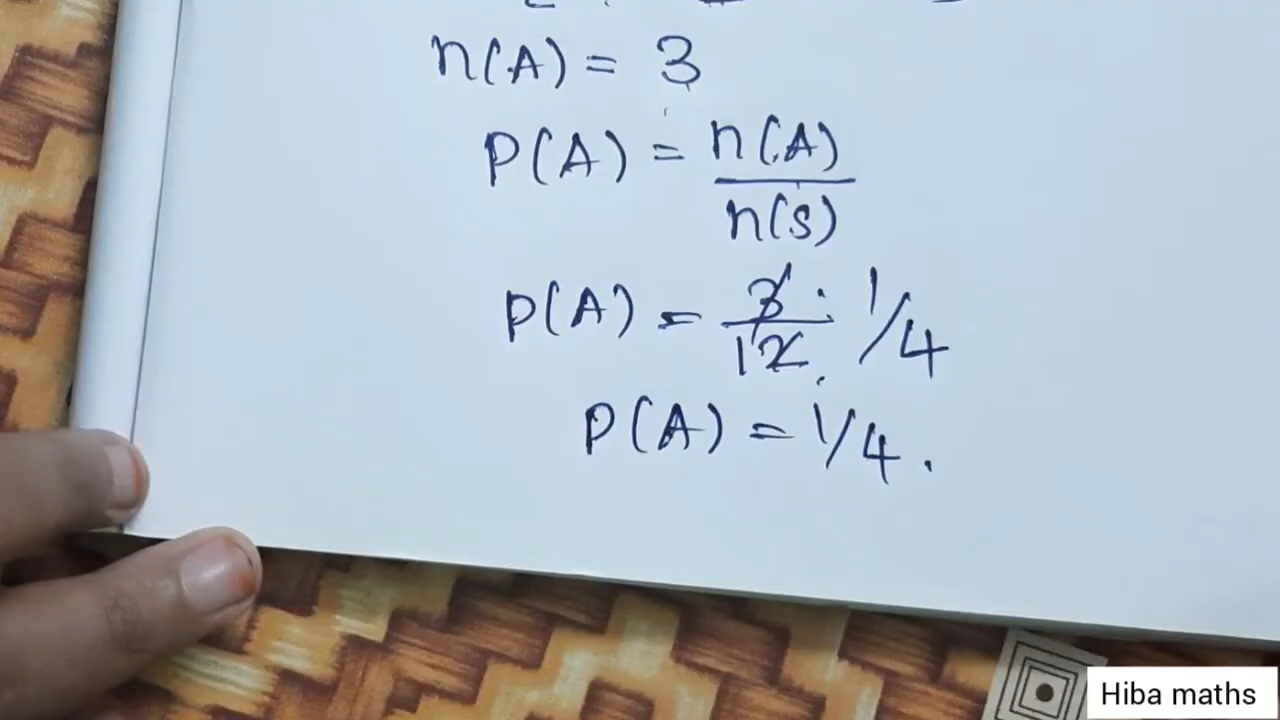 n(A) = 3
P(A) = n(A)/n(S)
P(A) = 3/12 1/4
P(A) = 1/4.
Hiba maths